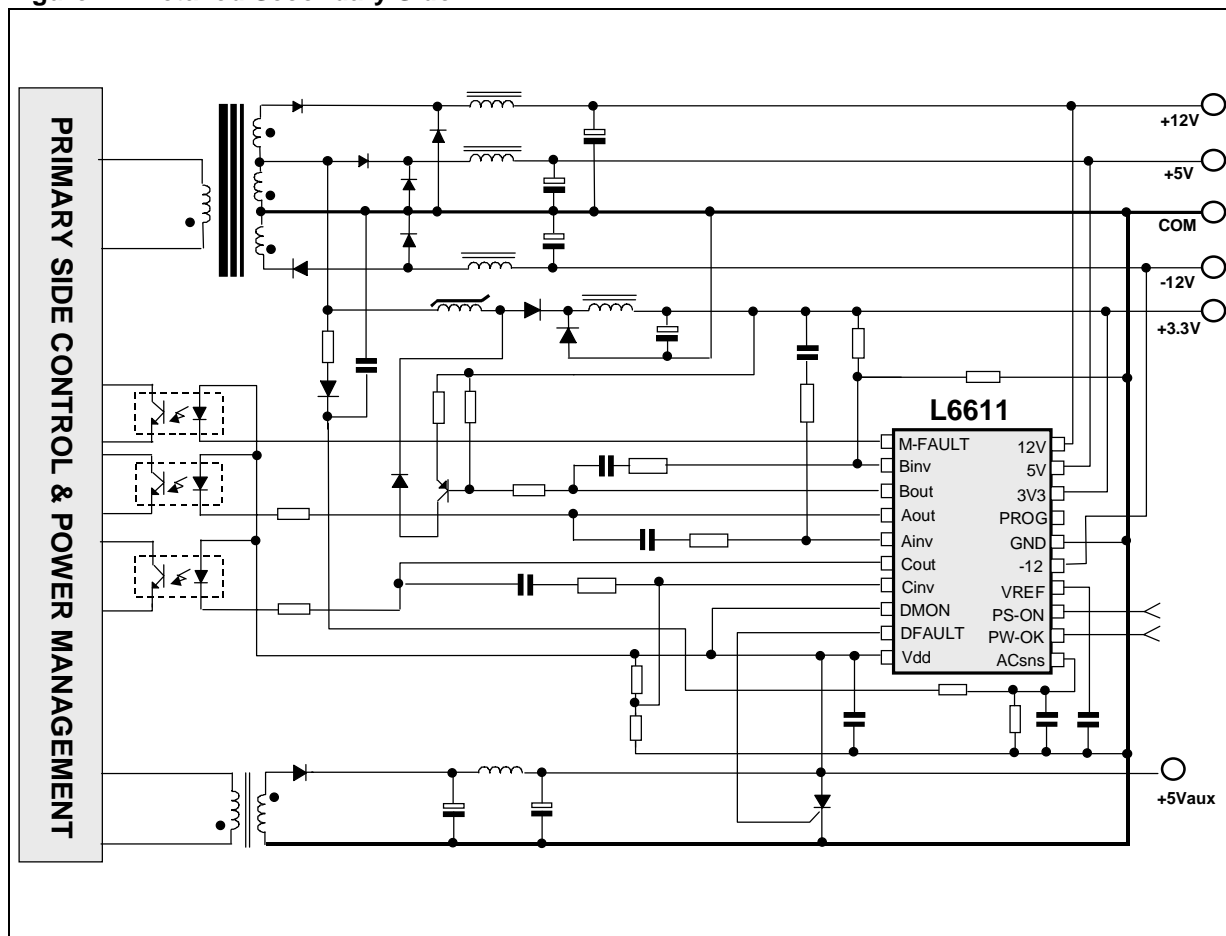 PRIMARY SIDE CONTROL & POWER MANAGEMENT
+12V
+5V
COM
-12V
+3.3V
L6611
M-FAULT
Binv
Bout
Aout
Ainv
Cout
Cinv
DMON
DFAULT
Vdd
12V
5V
3V3
PROG
GND
-12
VREF
PS-ON
PW-OK
ACsns
+5Vaux